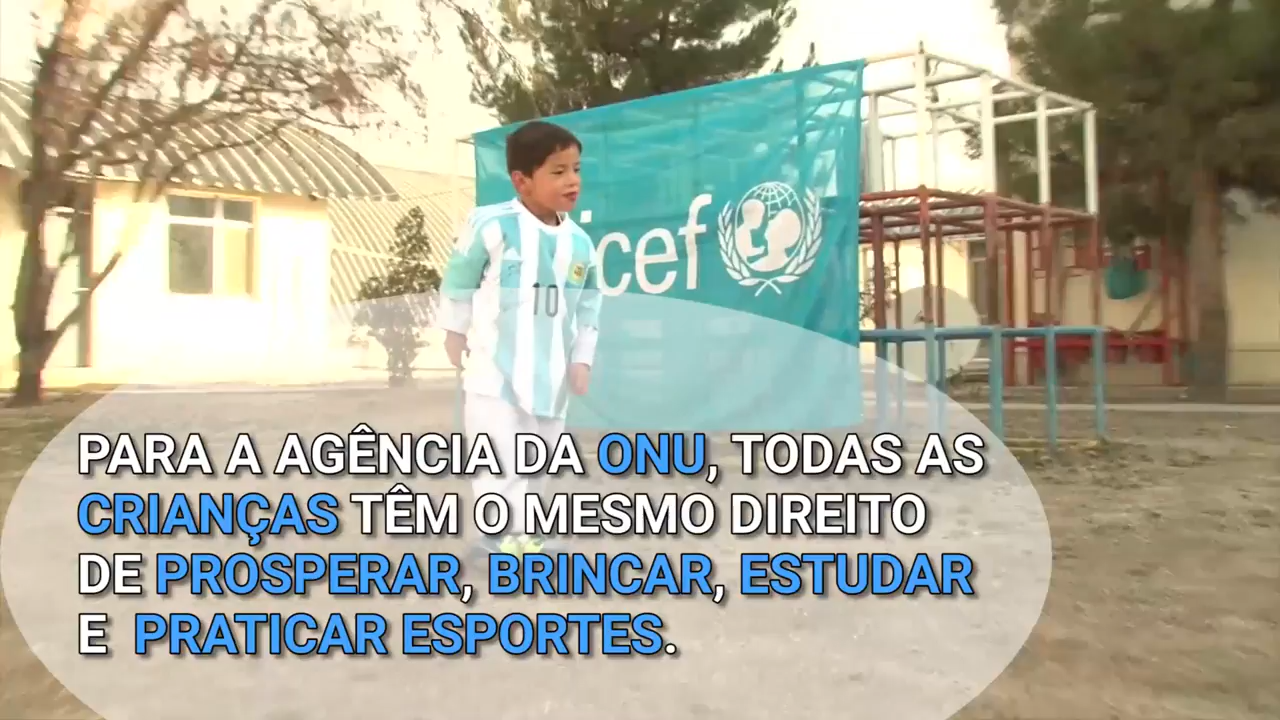 icef
10
PARA A AGÊNCIA DA ONU, TODAS AS
CRIANÇAS TÊM O MESMO DIREITO
DE PROSPERAR, BRINCAR, ESTUDAR
E PRATICAR ESPORTES.